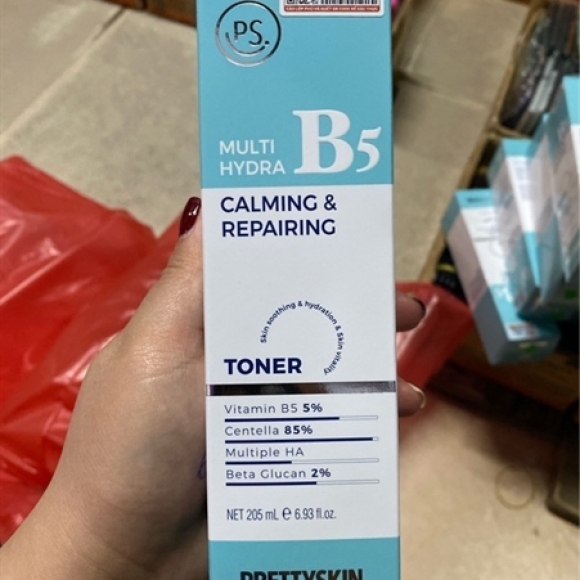 PS.
MULTI
HYDRA
B5
CALMING &
REPAIRING
Skin soothing & hydration & Skin vitality
TONER
Vitamin B5 5%
Centella 85%
Multiple HA
Beta Glucan 2%
NET 205 mL e 6.93 fl.oz.
PRETTYSKIN